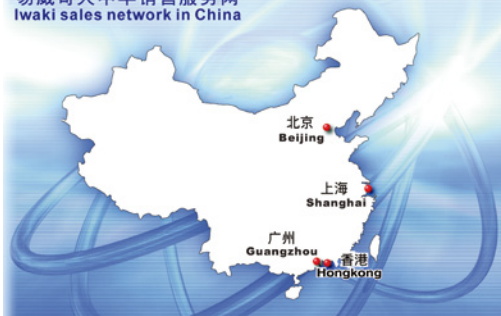 Iwaki sales network in China
北京
Beijing
上海
Shanghai
广州
Guangzhou
香港
Hongkong